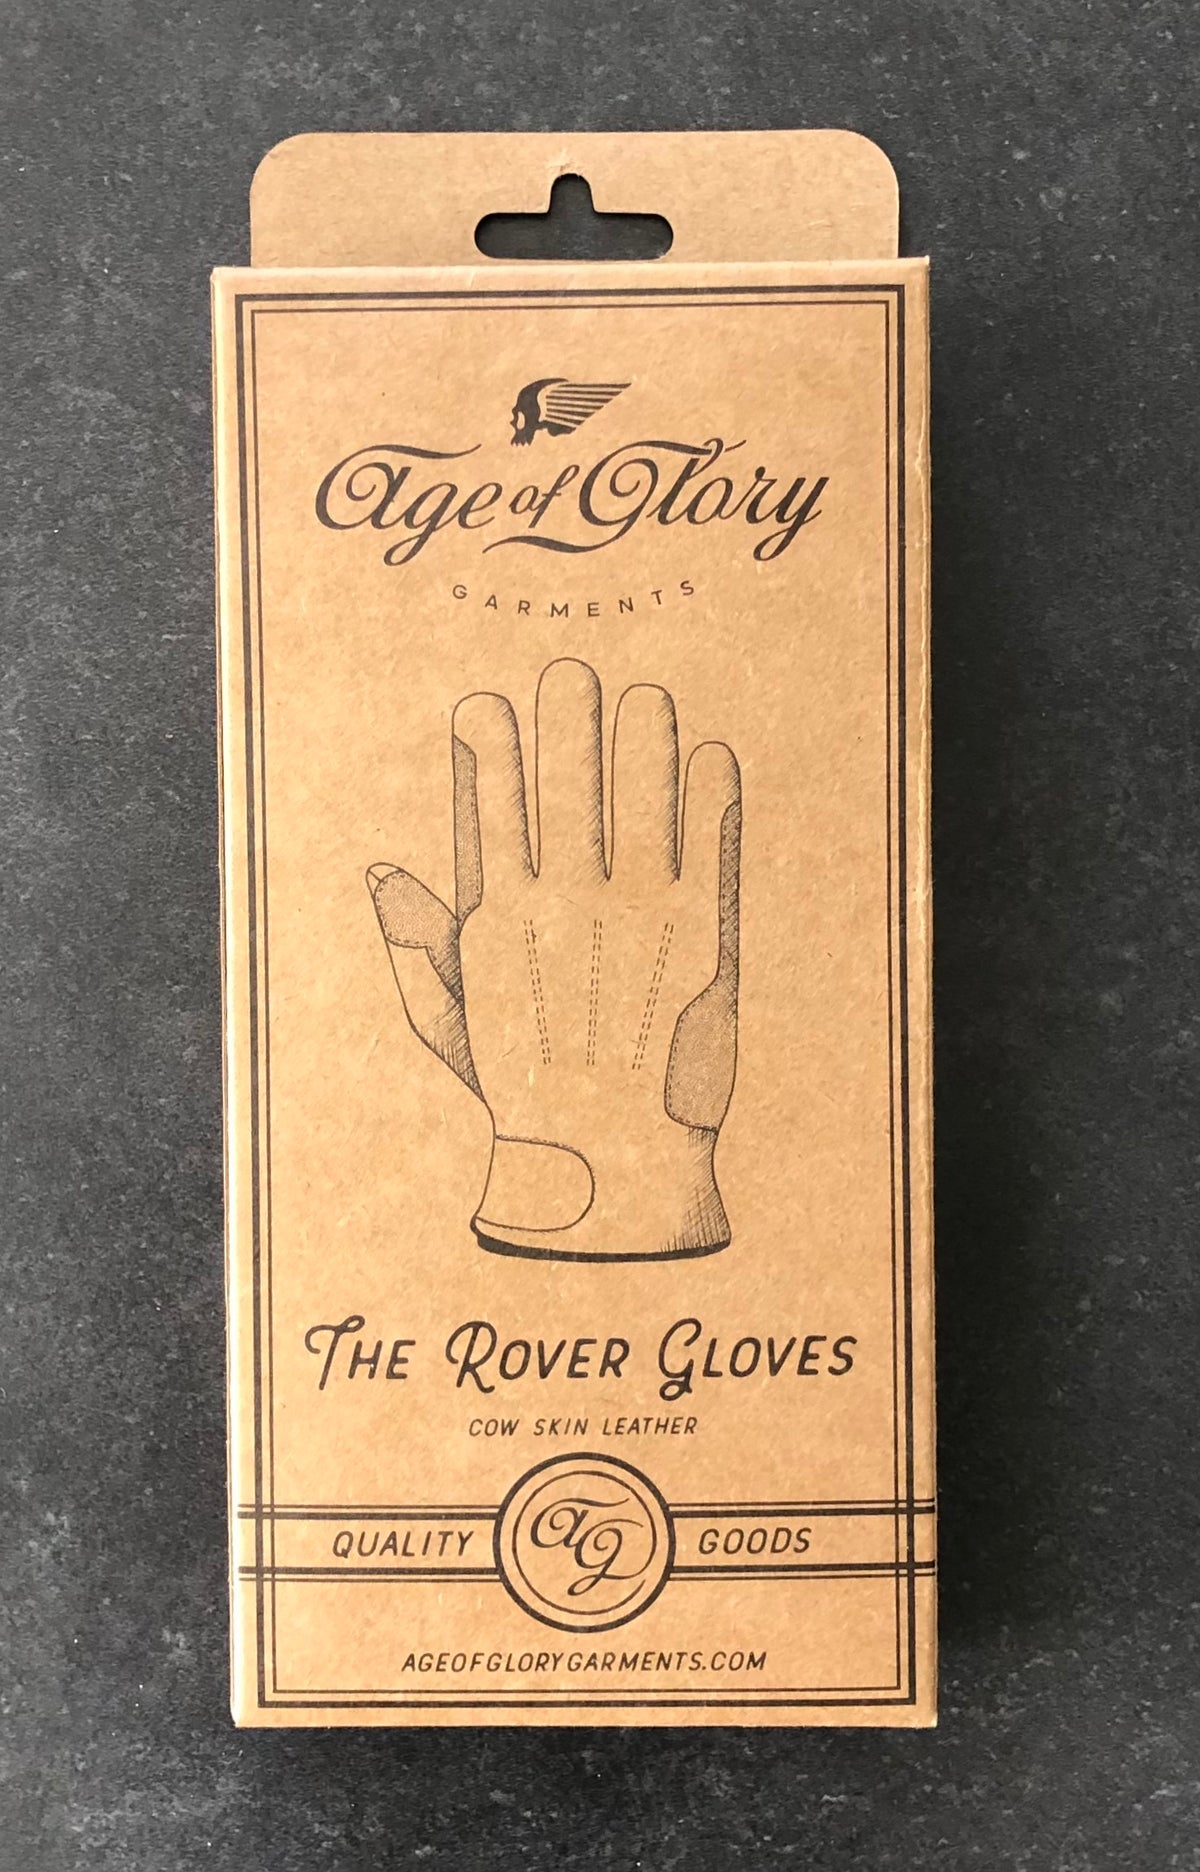 Age of Glory
GARMENTS
THE ROVER GLOVES
COW SKIN LEATHER
QUALITY aG GOODS
AGEOFGLORYGARMENTS.COM